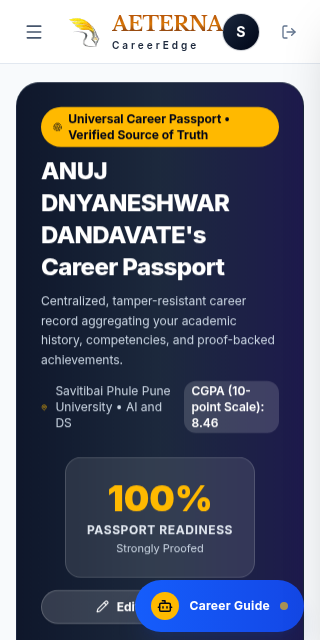 AETERNA
CareerEdge
S
Universal Career Passport •
Verified Source of Truth
ANUJ
DNYANESHWAR
DANDAVATE's
Career Passport
Centralized, tamper-resistant career
record aggregating your academic
history, competencies, and proof-backed
achievements.
Savitibai Phule Pune
University • AI and
DS
CGPA (10-
point Scale):
8.46
100%
PASSPORT READINESS
Strongly Proofed
Career Guide